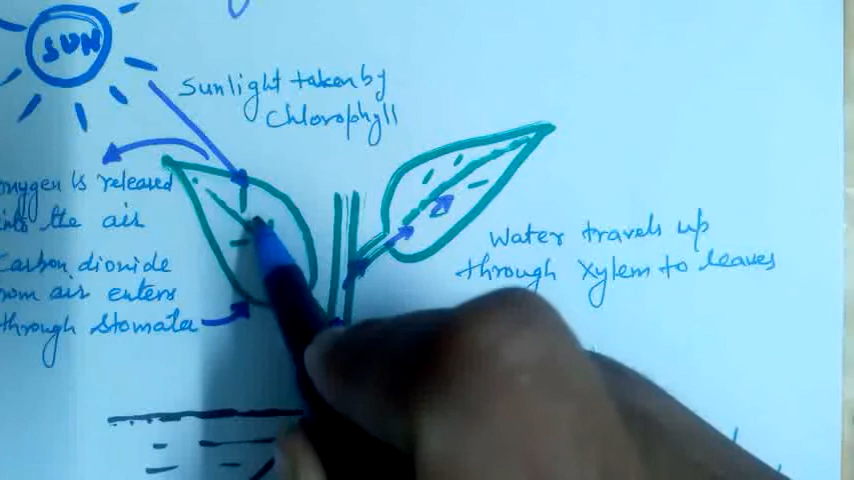 SUN
Sunlight taken by
Chlorophyll
oxygen is released
into the air
Carbon dioxide
from air enters
through Stomata
Water travels up
through Xylem to leaves